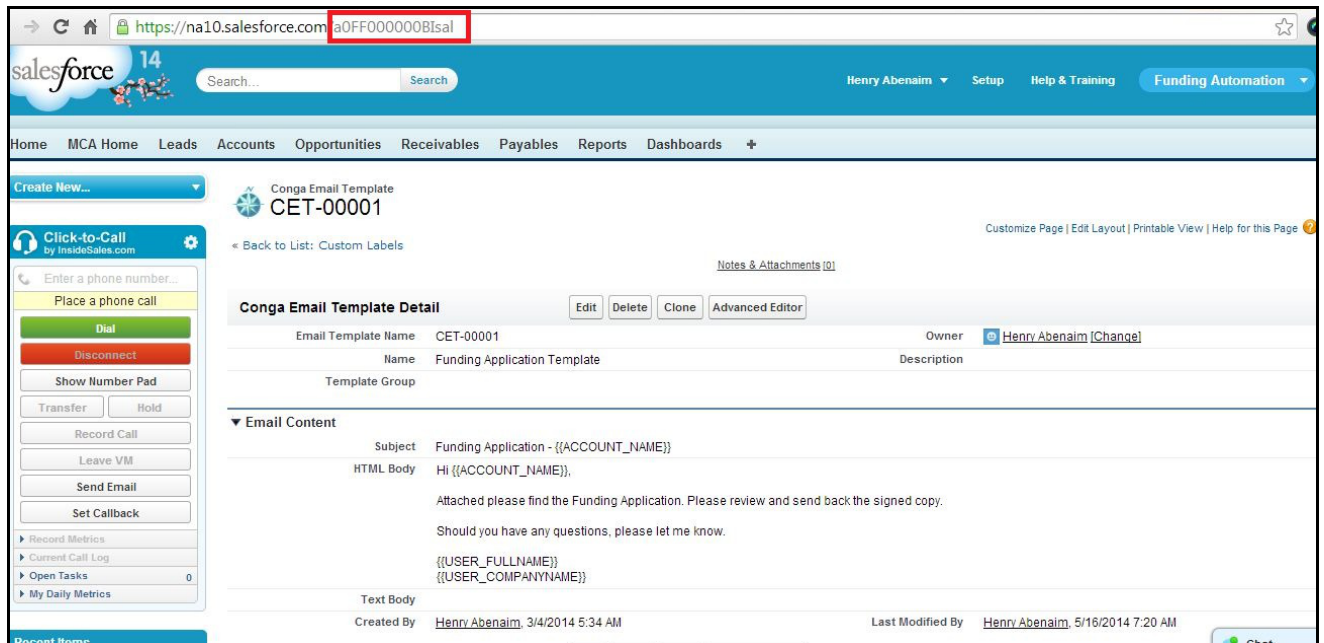 https://na10.salesforce.com/a0FF000000BIsal
salesforce 14
Search... Search Henry Abenaim Setup Help & Training Funding Automation
Home MCA Home Leads Accounts Opportunities Receivables Payables Reports Dashboards +
Create New...
Conga Email Template
CET-00001
Customize Page | Edit Layout | Printable View | Help for this Page
Click-to-Call
by InsideSales.com
« Back to List: Custom Labels
Notes & Attachments [0]
Enter a phone number...
Place a phone call
Dial
Disconnect
Show Number Pad
Transfer Hold
Record Call
Leave VM
Send Email
Set Callback
Record Metrics
Current Call Log
Open Tasks 0
My Daily Metrics
Recent Items
Conga Email Template Detail Edit Delete Clone Advanced Editor
Email Template Name CET-00001 Owner Henry Abenaim [Change]
Name Funding Application Template Description
Template Group
Email Content
Subject Funding Application - {{ACCOUNT_NAME}}
HTML Body Hi {{ACCOUNT_NAME}},
Attached please find the Funding Application. Please review and send back the signed copy.
Should you have any questions, please let me know.
{{USER_FULLNAME}}
{{USER_COMPANYNAME}}
Text Body
Created By Henry Abenaim, 3/4/2014 5:34 AM Last Modified By Henry Abenaim, 5/16/2014 7:20 AM
Chat